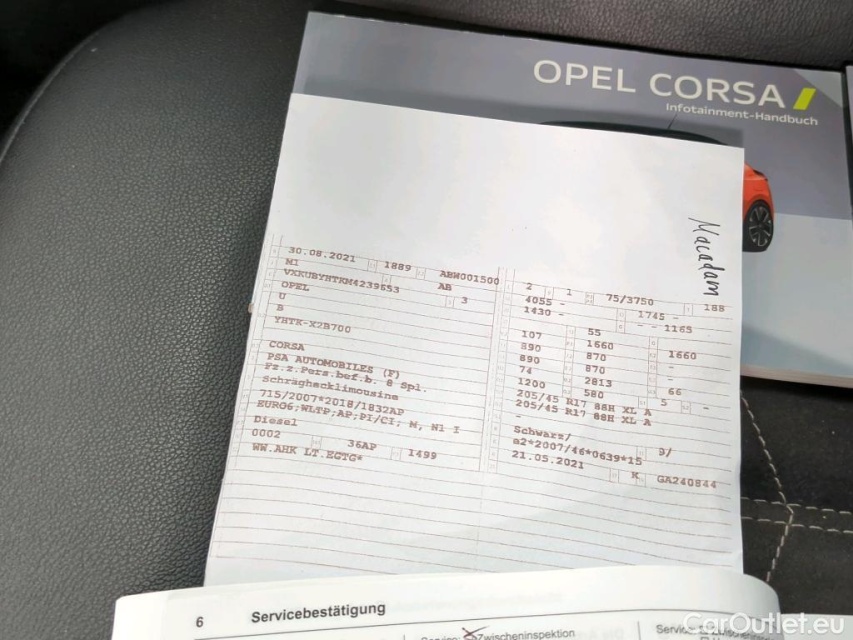 OPEL CORSA
Infotainment-Handbuch
Macadam
30.08.2021 1889 ABW001500 2 1 75/3750 188
M1 AB 4055 - 1745 -
3 1430 - - 1165
OPEL
U 107 55
B 890 1660 1660
YHTK-X2B700 890 870 -
74 870 -
CORSA 1200 2813 66
PSA AUTOMOBILES (F) 580 5 -
Fz.z.Pers.bef.b. 8 Spl. 205/45 R17 88H XL A
Schräghecklimousine 205/45 R17 88H XL A
715/2007*2018/1832AP -
EURO6;WLTP;AP;PI/CI; M, N1 I Schwarz/ 9/
Diesel e2*2007/46*0639*15
0002 36AP 1499 21.05.2021 K GA240844
WW.AHK LT.EGTG*
6 Servicebestätigung
Zwischeninspektion
CarOutlet.eu